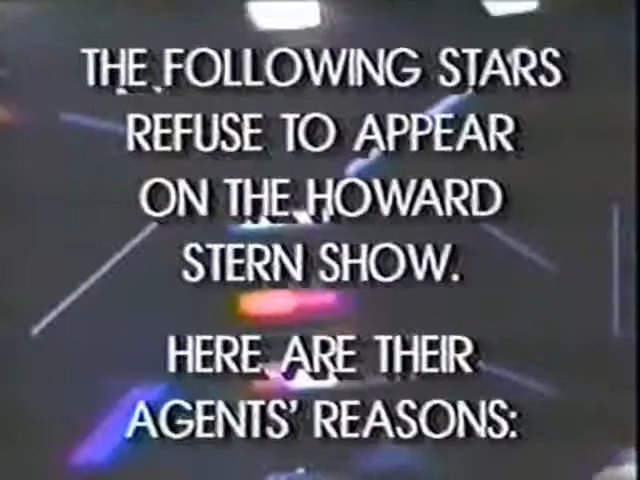 THE FOLLOWING STARS
REFUSE TO APPEAR
ON THE HOWARD
STERN SHOW.
HERE ARE THEIR
AGENTS' REASONS: